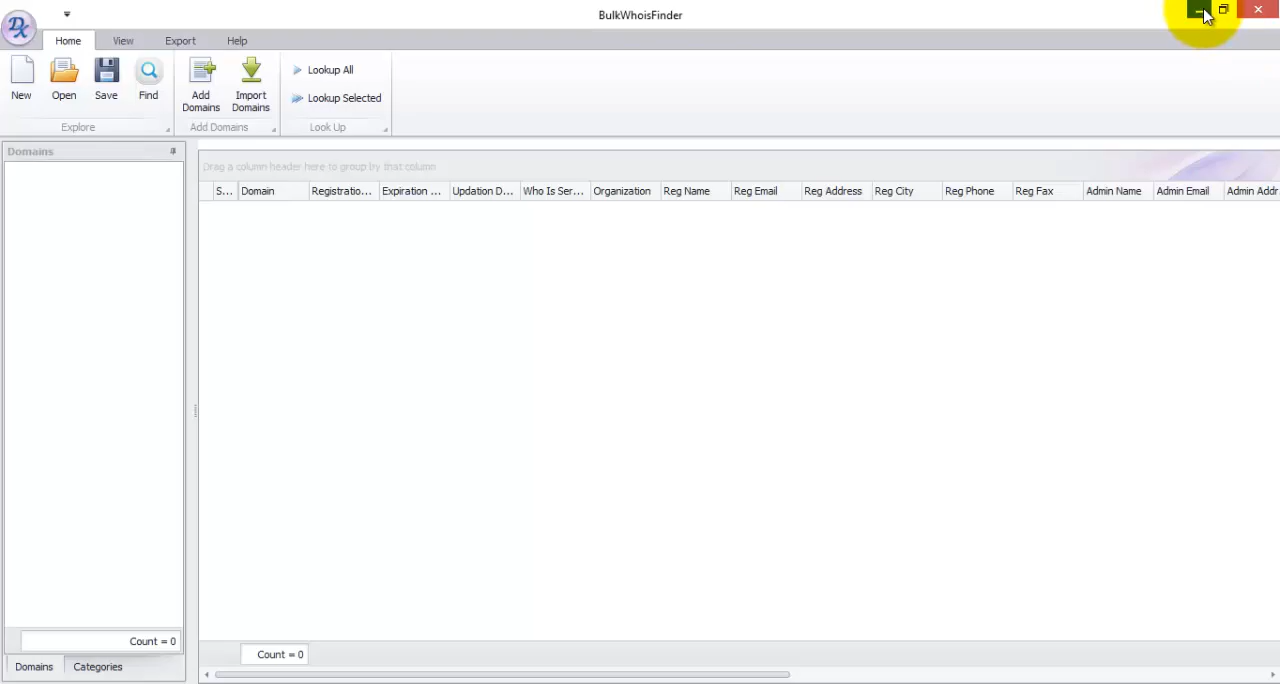 BulkWhoisFinder
Home View Export Help
New Open Save Find Add Domains Import Domains
Lookup All
Lookup Selected
Explore Add Domains Look Up
Domains
Drag a column header here to group by that column
S... Domain Registratio... Expiration ... Updation D... Who Is Ser... Organization Reg Name Reg Email Reg Address Reg City Reg Phone Reg Fax Admin Name Admin Email Admin Addr
Count = 0
Count = 0
Domains Categories